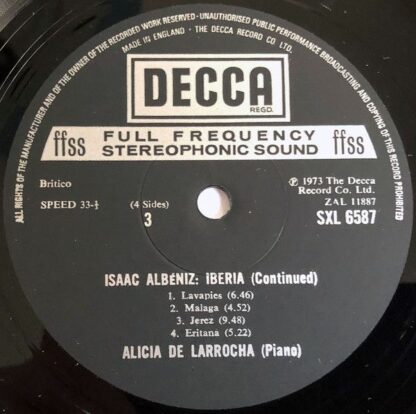 ALL RIGHTS OF THE MANUFACTURER AND OF THE OWNER OF THE RECORDED WORK RESERVED · UNAUTHORISED PUBLIC PERFORMANCE BROADCASTING AND COPYING OF THIS RECORD PROHIBITED
MADE IN ENGLAND · THE DECCA RECORD CO LTD.
DECCA
REGD.
ffss FULL FREQUENCY ffss
STEREOPHONIC SOUND
Britico
℗ 1973 The Decca
Record Co. Ltd.
SPEED 33-⅓ (4 Sides)
ZAL 11887
3
SXL 6587
ISAAC ALBÉNIZ: IBERIA (Continued)
1. Lavapies (6.46)
2. Malaga (4.52)
3. Jerez (9.48)
4. Eritana (5.22)
ALICIA DE LARROCHA (Piano)